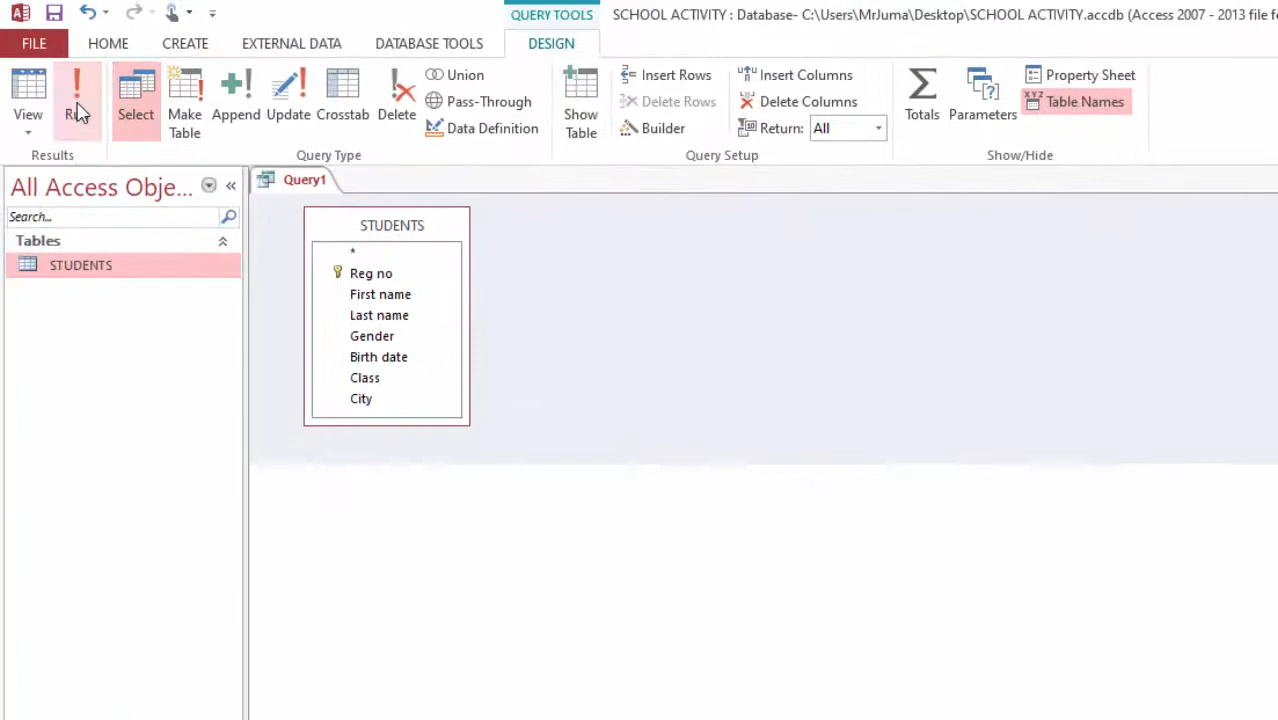 QUERY TOOLS
SCHOOL ACTIVITY : Database- C:\Users\MrJuma\Desktop\SCHOOL ACTIVITY.accdb (Access 2007 - 2013 file fo
FILE HOME CREATE EXTERNAL DATA DATABASE TOOLS DESIGN
View
Run
Results
Select
Make Table
Append
Update
Crosstab
Delete
Union
Pass-Through
Data Definition
Query Type
Show Table
Insert Rows
Delete Rows
Builder
Insert Columns
Delete Columns
Return: All
Query Setup
Totals
Parameters
Property Sheet
XYZ Table Names
Show/Hide
All Access Obje... «
Search...
Tables
STUDENTS
Query1
STUDENTS
*
Reg no
First name
Last name
Gender
Birth date
Class
City